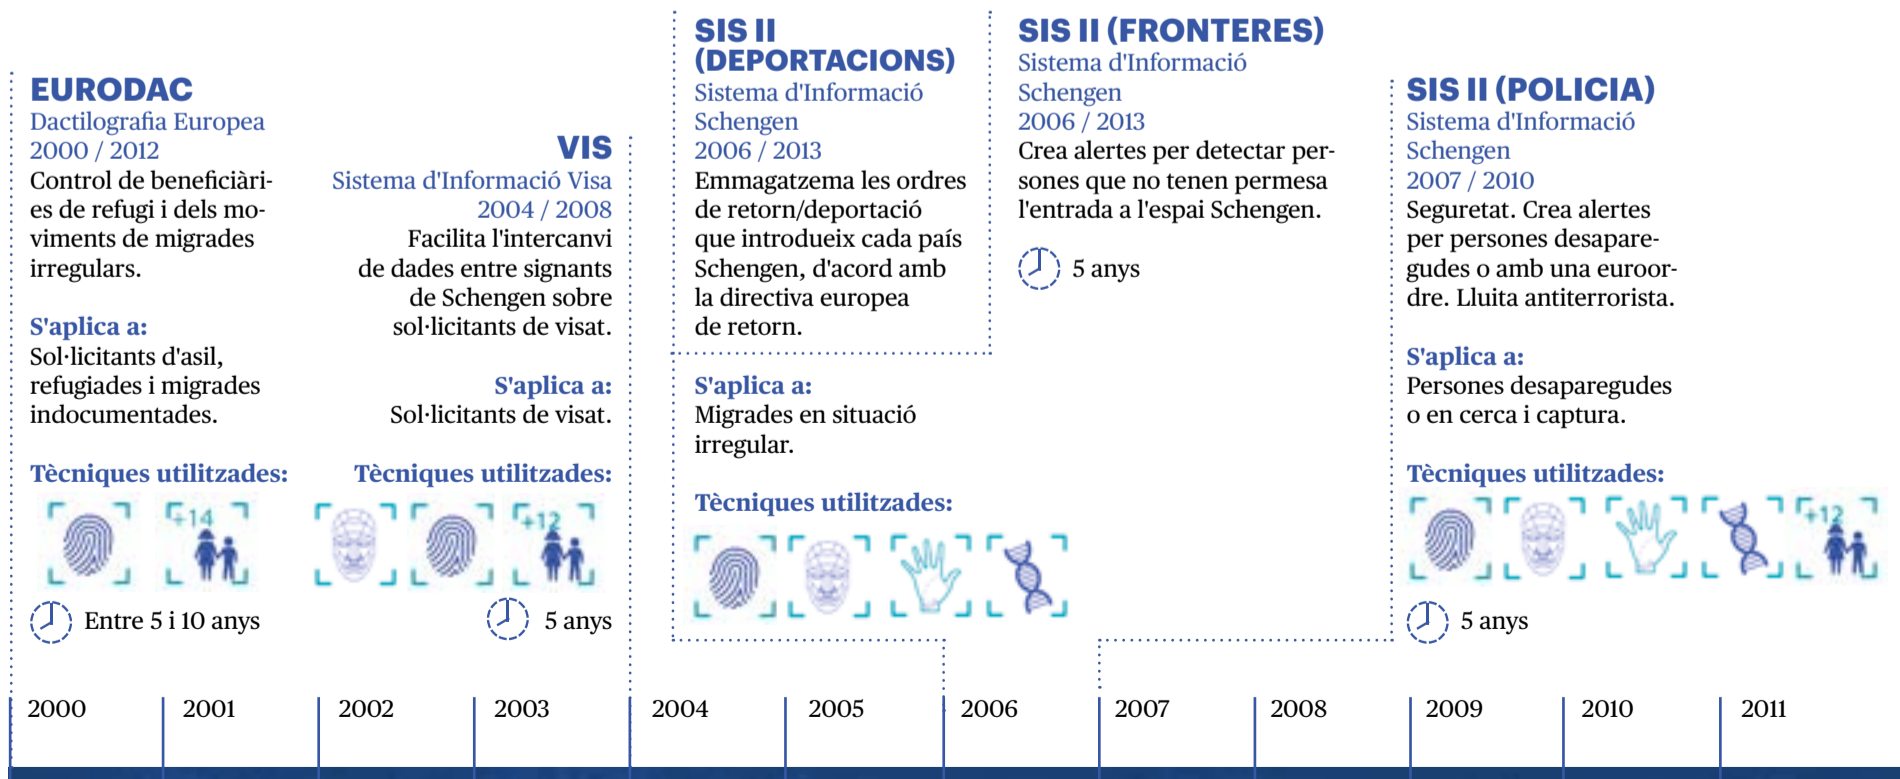 EURODAC
Dactilografia Europea
2000 / 2012
Control de beneficiàri-
es de refugi i dels mo-
viments de migrades
irregulars.
S'aplica a:
Sol·licitants d'asil,
refugiades i migrades
indocumentades.
Tècniques utilitzades:
+14
Entre 5 i 10 anys
VIS
Sistema d'Informació Visa
2004 / 2008
Facilita l'intercanvi
de dades entre signants
de Schengen sobre
sol·licitants de visat.
S'aplica a:
Sol·licitants de visat.
Tècniques utilitzades:
+12
5 anys
SIS II
(DEPORTACIONS)
Sistema d'Informació
Schengen
2006 / 2013
Emmagatzema les ordres
de retorn/deportació
que introdueix cada país
Schengen, d'acord amb
la directiva europea
de retorn.
S'aplica a:
Migrades en situació
irregular.
Tècniques utilitzades:
SIS II (FRONTERES)
Sistema d'Informació
Schengen
2006 / 2013
Crea alertes per detectar per-
sones que no tenen permesa
l'entrada a l'espai Schengen.
5 anys
SIS II (POLICIA)
Sistema d'Informació
Schengen
2007 / 2010
Seguretat. Crea alertes
per persones desapare-
gudes o amb una euroor-
dre. Lluita antiterrorista.
S'aplica a:
Persones desaparegudes
o en cerca i captura.
Tècniques utilitzades:
+12
5 anys
2000
2001
2002
2003
2004
2005
2006
2007
2008
2009
2010
2011